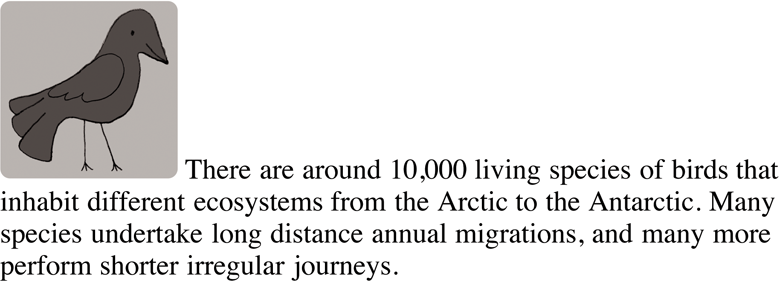 There are around 10,000 living species of birds that
inhabit different ecosystems from the Arctic to the Antarctic. Many
species undertake long distance annual migrations, and many more
perform shorter irregular journeys.